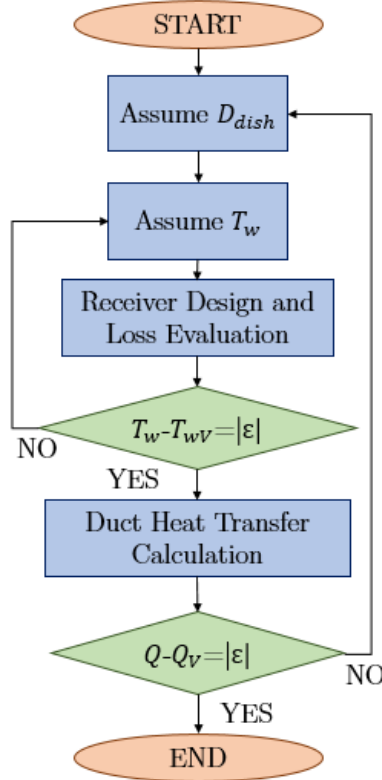 START
Assume D_dish
Assume T_w
Receiver Design and
Loss Evaluation
T_w-T_wV=|ε|
NO
YES
Duct Heat Transfer
Calculation
Q-Q_V=|ε|
NO
YES
END